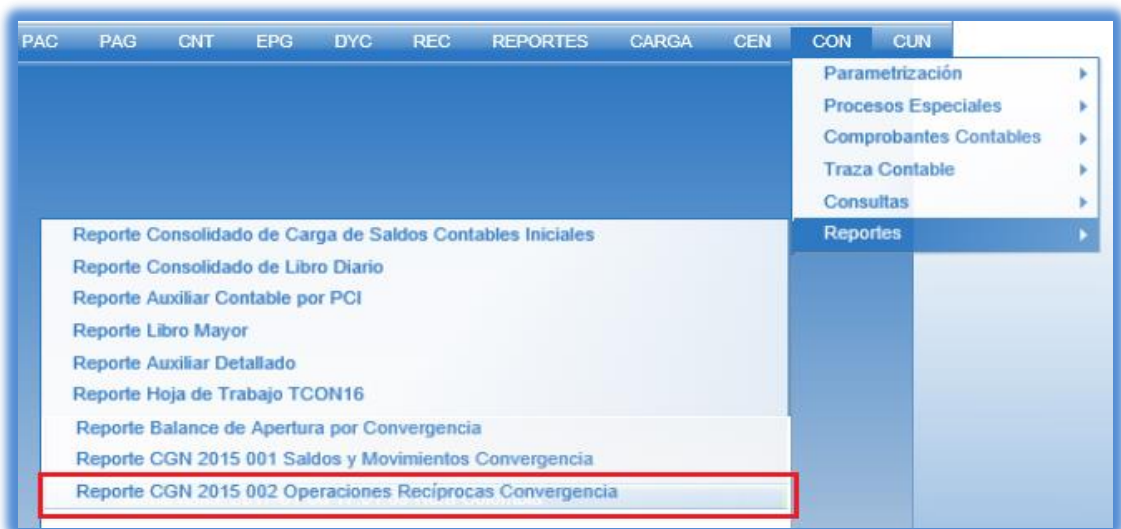 PAC PAG CNT EPG DYC REC REPORTES CARGA CEN CON CUN
Parametrización
Procesos Especiales
Comprobantes Contables
Traza Contable
Consultas
Reportes
Reporte Consolidado de Carga de Saldos Contables Iniciales
Reporte Consolidado de Libro Diario
Reporte Auxiliar Contable por PCI
Reporte Libro Mayor
Reporte Auxiliar Detallado
Reporte Hoja de Trabajo TCON16
Reporte Balance de Apertura por Convergencia
Reporte CGN 2015 001 Saldos y Movimientos Convergencia
Reporte CGN 2015 002 Operaciones Recíprocas Convergencia